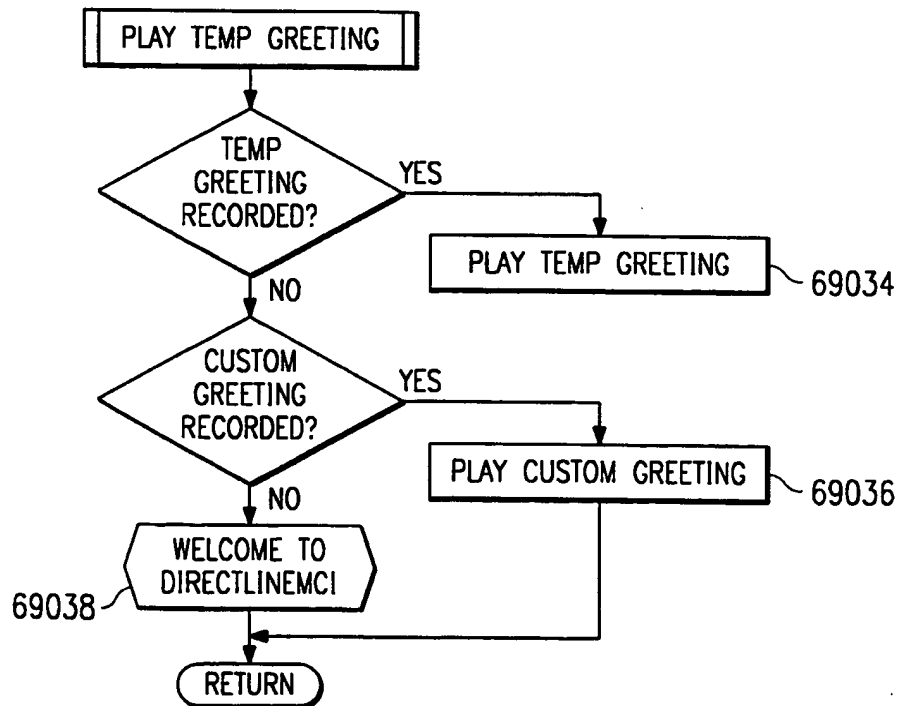 PLAY TEMP GREETING
TEMP
GREETING
RECORDED?
YES
PLAY TEMP GREETING
69034
NO
CUSTOM
GREETING
RECORDED?
YES
PLAY CUSTOM GREETING
69036
NO
WELCOME TO
DIRECTLINEMCI
69038
RETURN